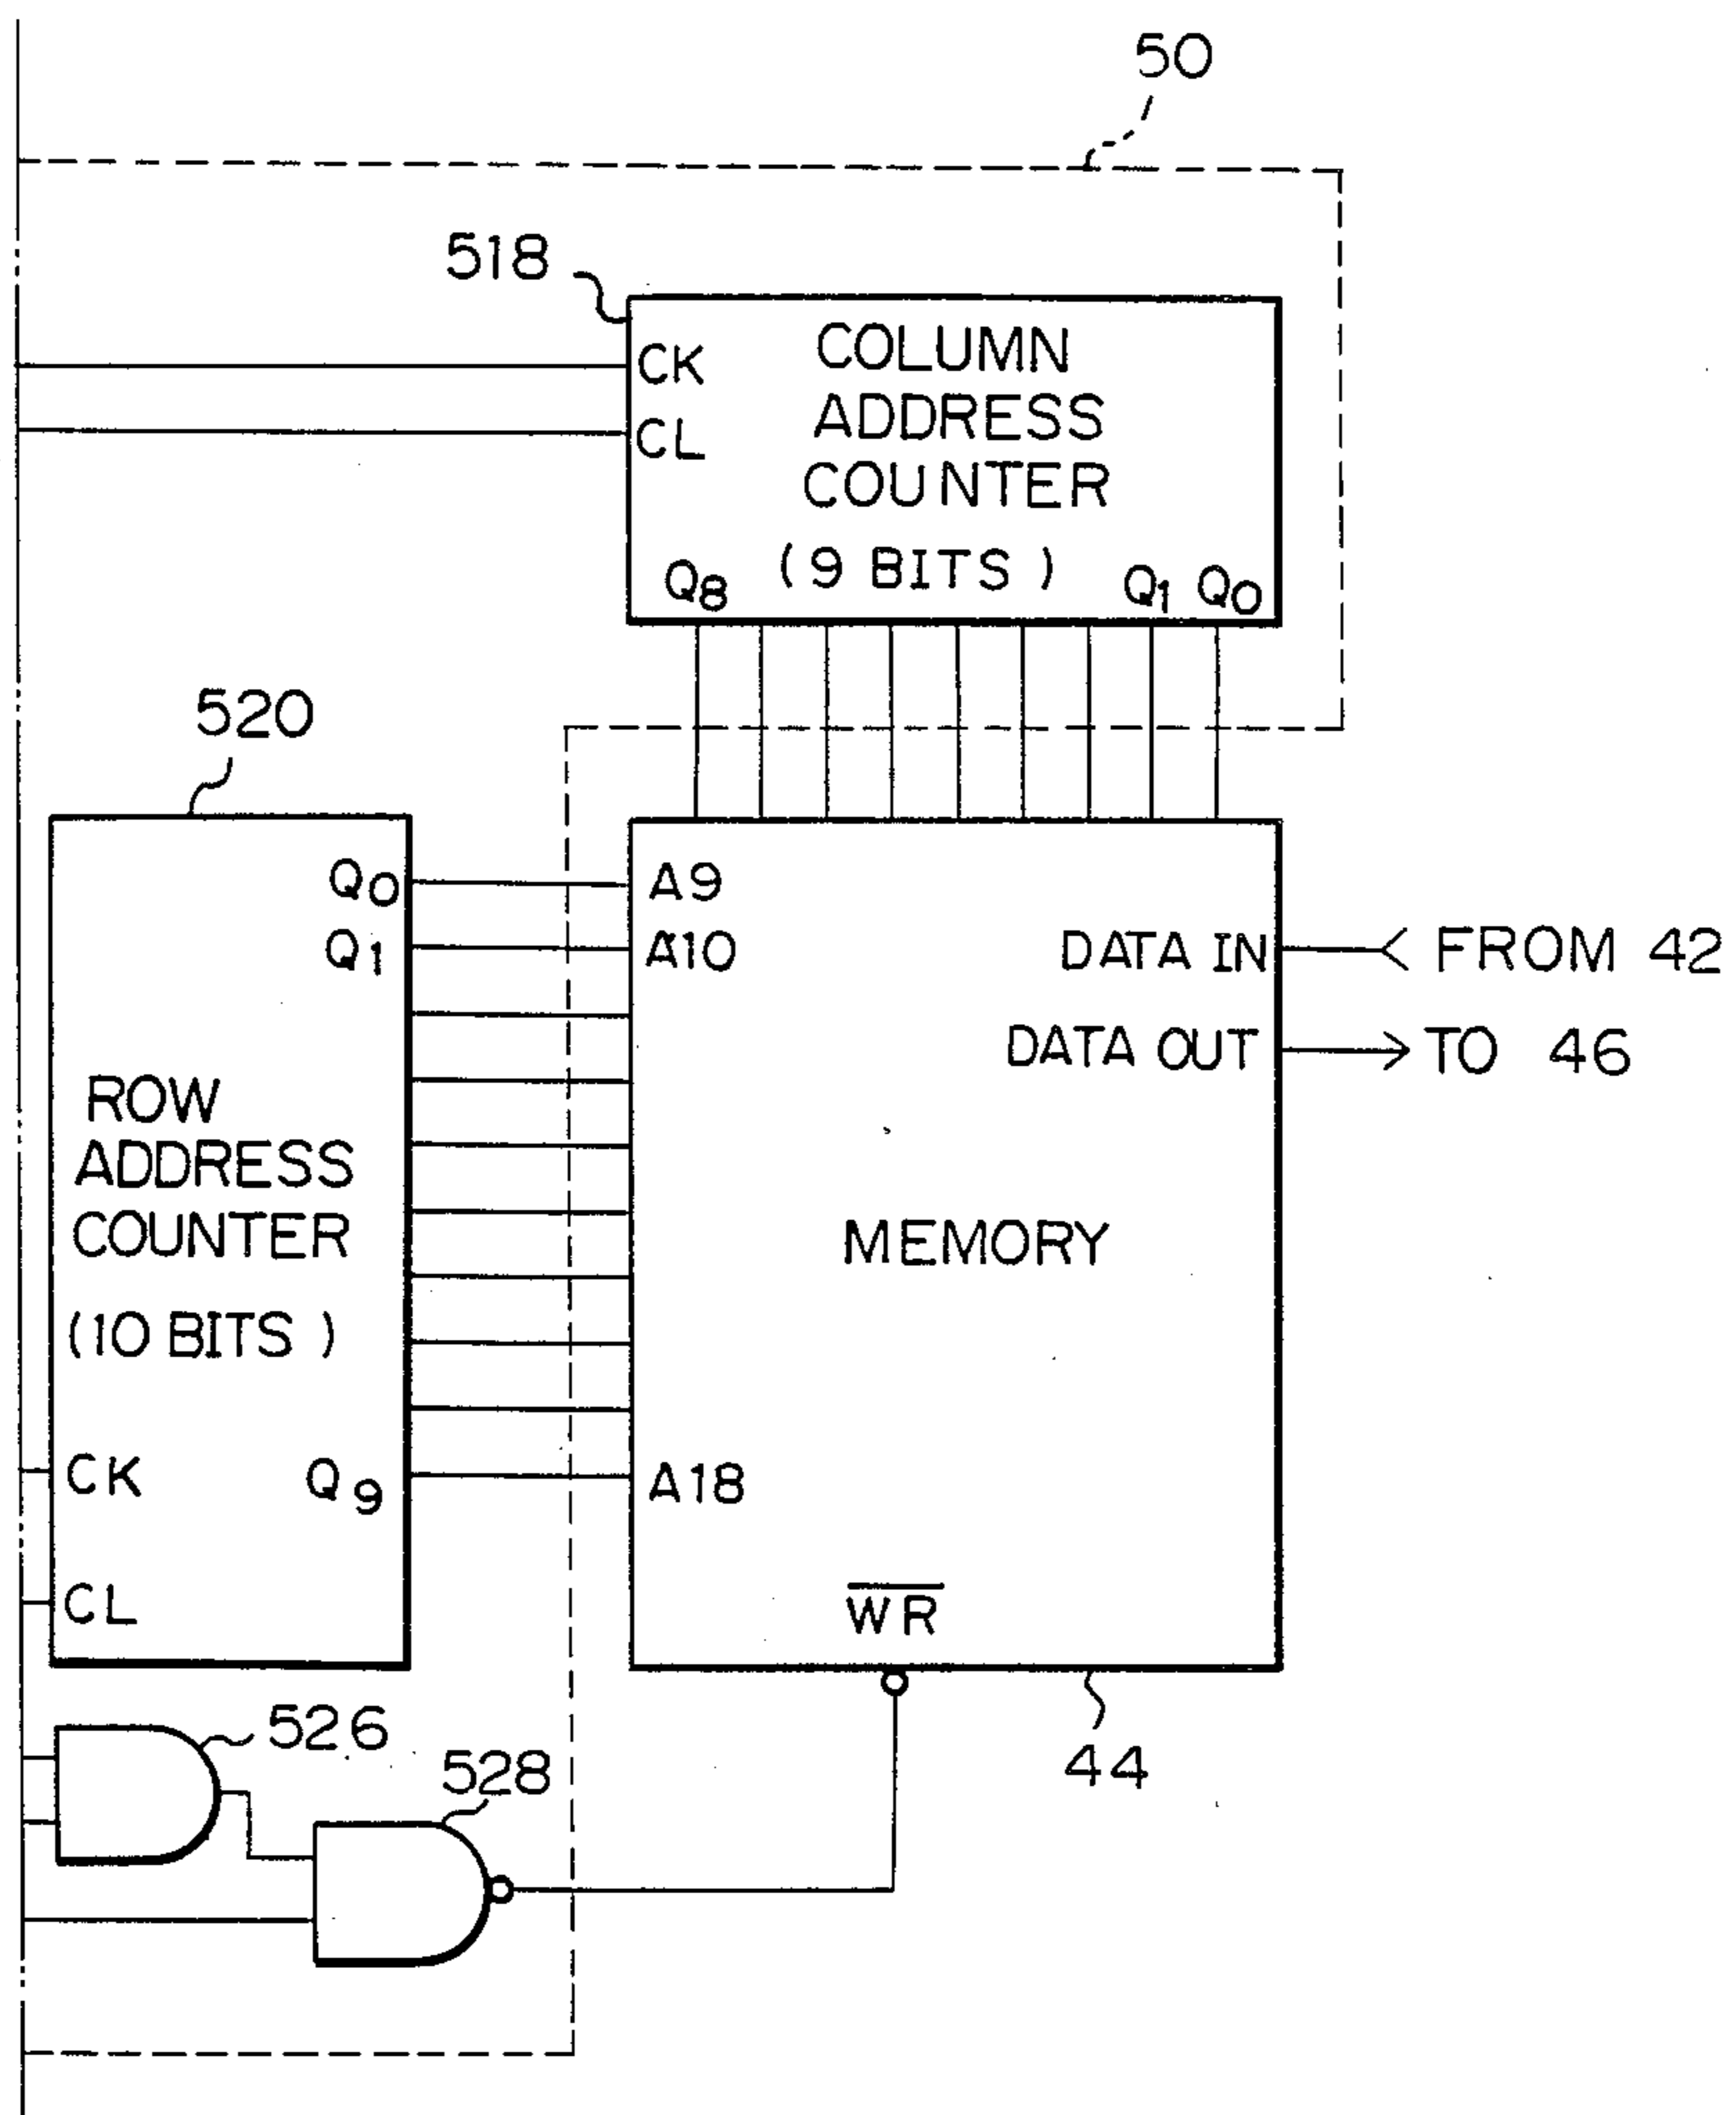 50
518
CK
COLUMN
CL
ADDRESS
COUNTER
(9 BITS)
Q8
Q1
Q0
520
Q0
A9
Q1
A10
DATA IN
FROM 42
DATA OUT
TO 46
ROW
ADDRESS
COUNTER
(10 BITS)
MEMORY
CK
Q9
A18
CL
WR
526
528
44